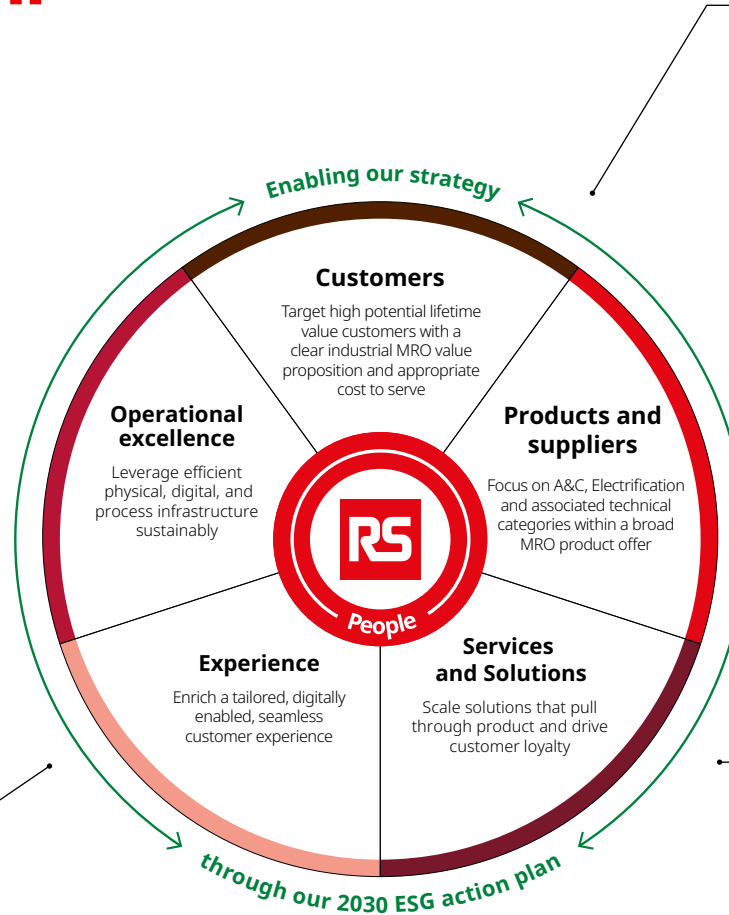 Enabling our strategy
Customers
Target high potential lifetime
value customers with a
clear industrial MRO value
proposition and appropriate
cost to serve
Products and
suppliers
Focus on A&C, Electrification
and associated technical
categories within a broad
MRO product offer
Services
and Solutions
Scale solutions that pull
through product and drive
customer loyalty
Experience
Enrich a tailored, digitally
enabled, seamless
customer experience
Operational
excellence
Leverage efficient
physical, digital, and
process infrastructure
sustainably
RS
People
through our 2030 ESG action plan